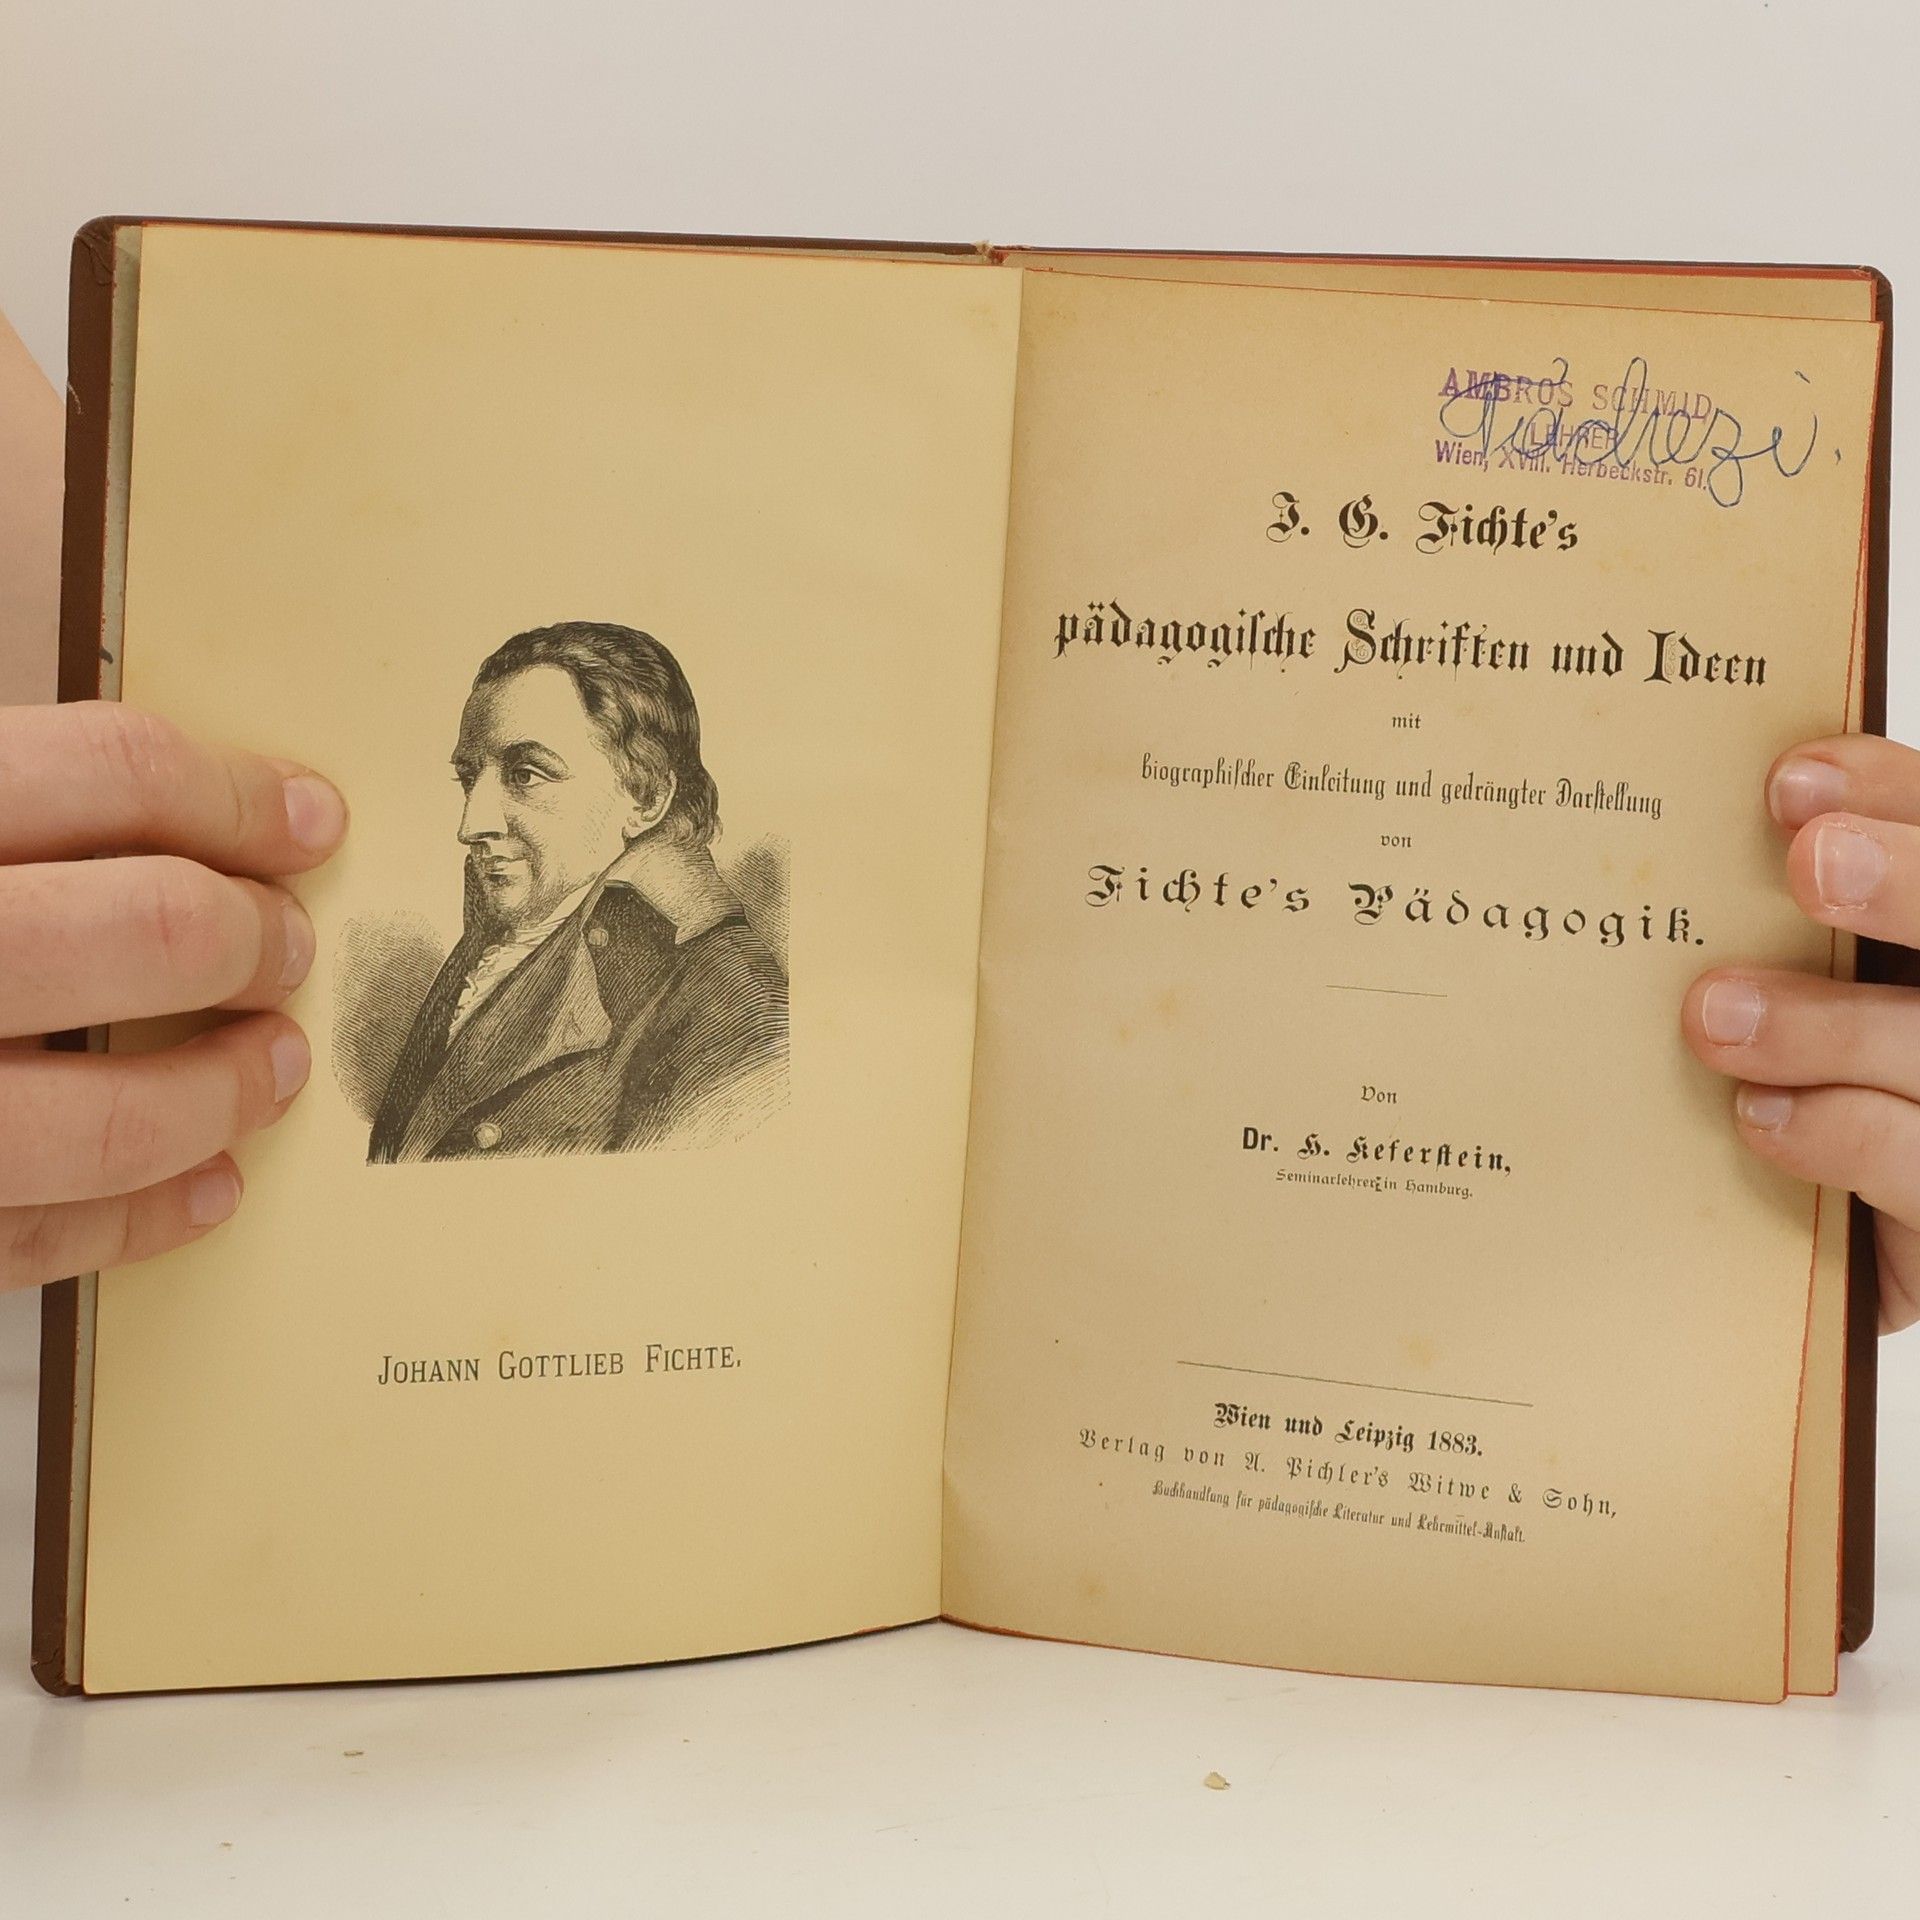 JOHANN GOTTLIEB FICHTE.
AMBROS SCHMID
LEHRER
Wien, XVIII. Herbeckstr. 61.
J. G. Fichte's
pädagogiſche Schriften und Ideen
mit
biographiſcher Einleitung und gedrängter Darſtellung
von
Fichte's Pädagogik.
Von
Dr. H. Keferſtein,
Seminarlehrer in Hamburg.
Wien und Leipzig 1883.
Verlag von A. Pichler's Witwe & Sohn,
Buchhandlung für pädagogiſche Literatur und Lehrmittel-Anſtalt.